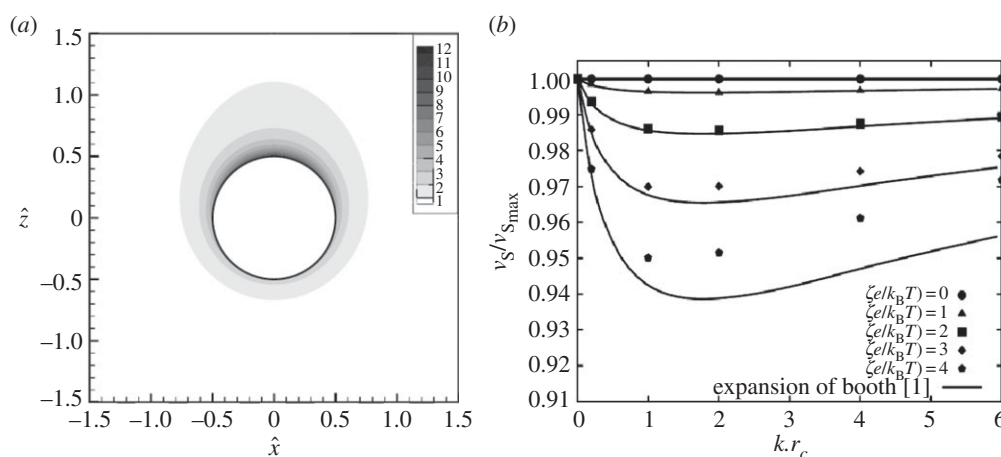 (a)
1.5
1.0
0.5
0
−0.5
−1.0
−1.5
ẑ
−1.5 −1.0 −0.5 0 0.5 1.0 1.5
x̂
12
11
10
9
8
7
6
5
4
3
2
1
(b)
1.00
0.99
0.98
0.97
0.96
0.95
0.94
0.93
0.92
0.91
v_S/v_{S_max}
0 1 2 3 4 5 6
k.r_c
ζe/k_BT) = 0
ζe/k_BT) = 1
ζe/k_BT) = 2
ζe/k_BT) = 3
ζe/k_BT) = 4
expansion of booth [1]